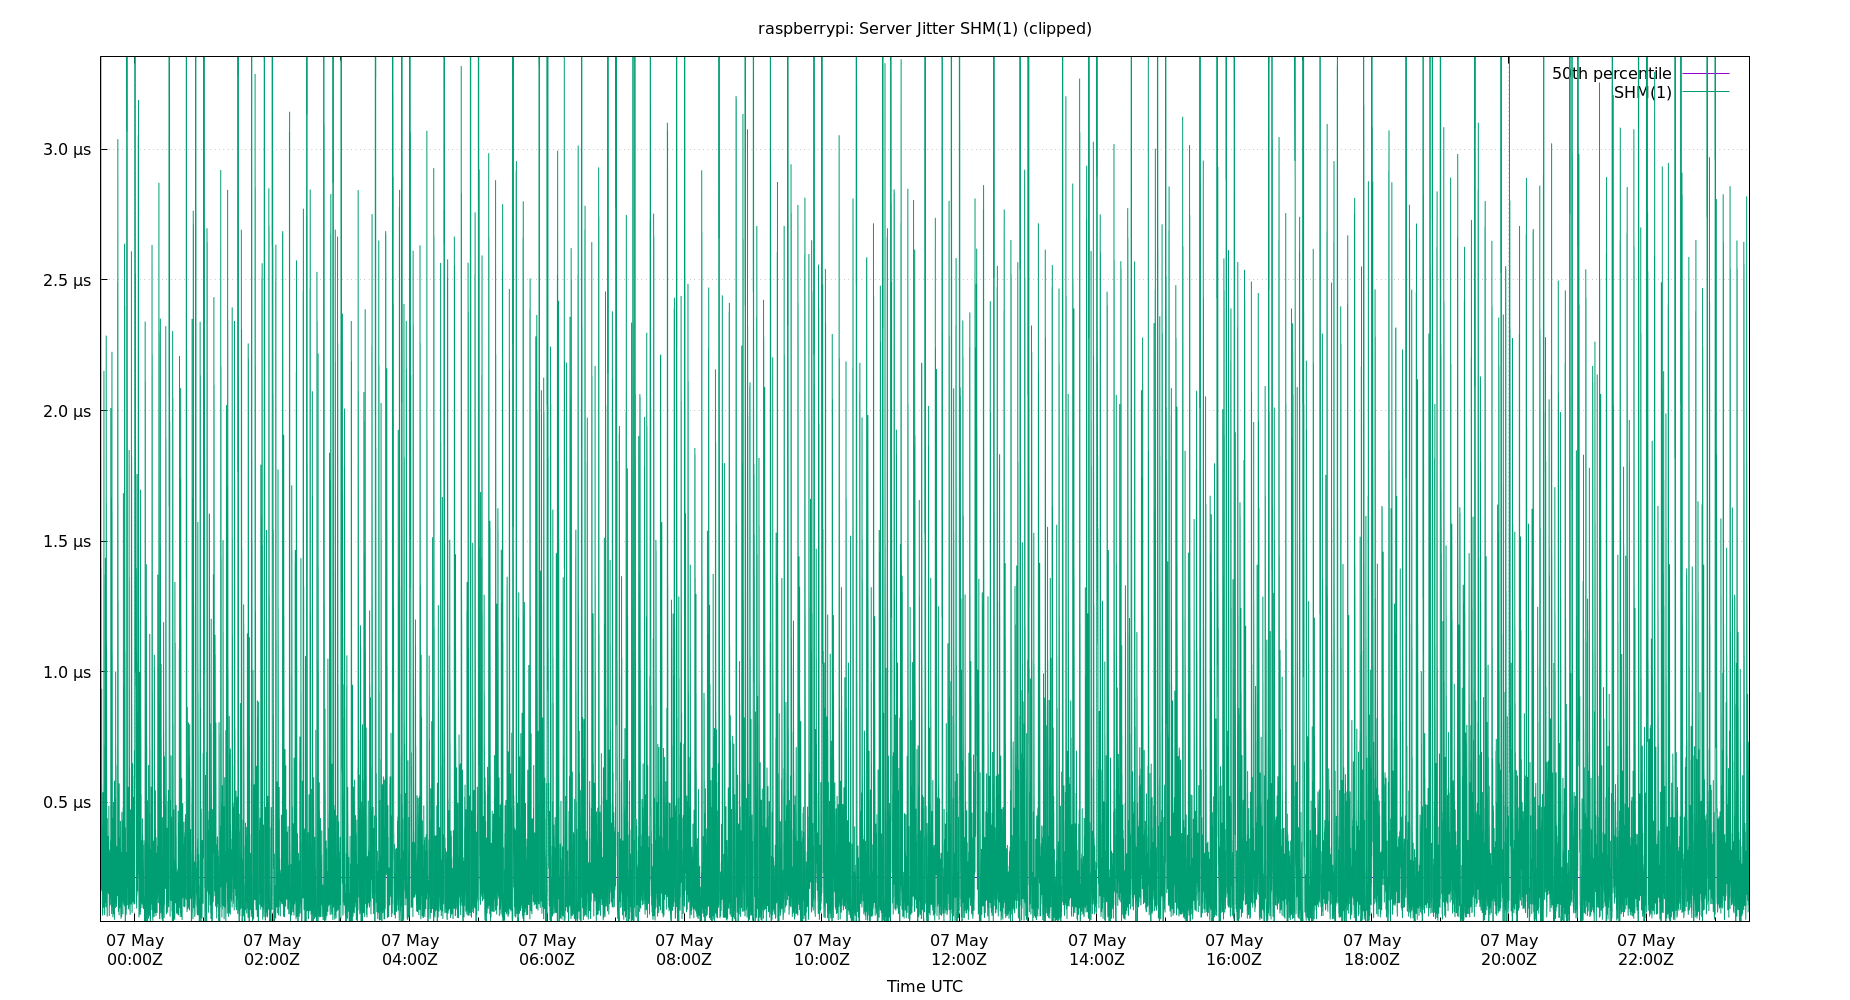 raspberrypi: Server Jitter SHM(1) (clipped)
50th percentile
SHM(1)
3.0 µs
2.5 µs
2.0 µs
1.5 µs
1.0 µs
0.5 µs
07 May 07 May 07 May 07 May 07 May 07 May 07 May 07 May 07 May 07 May 07 May 07 May
00:00Z 02:00Z 04:00Z 06:00Z 08:00Z 10:00Z 12:00Z 14:00Z 16:00Z 18:00Z 20:00Z 22:00Z
Time UTC